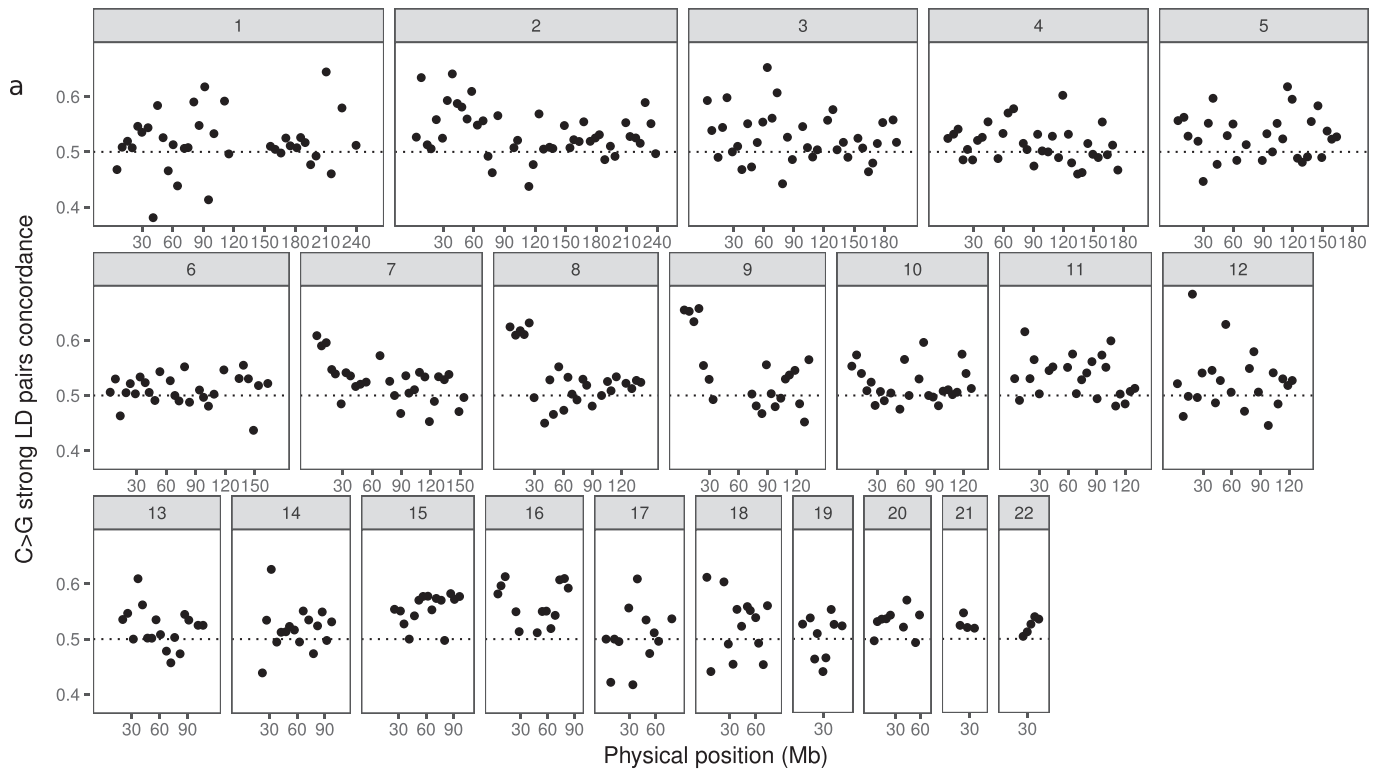 a
C>G strong LD pairs concordance
1 2 3 4 5
0.6
0.5
0.4
30 60 90 120 150 180 210 240 30 60 90 120 150 180 210 240 30 60 90 120 150 180 30 60 90 120 150 180 30 60 90 120 150 180
6 7 8 9 10 11 12
0.6
0.5
0.4
30 60 90 120 150 30 60 90 120 150 30 60 90 120 30 60 90 120 30 60 90 120 30 60 90 120 30 60 90 120
13 14 15 16 17 18 19 20 21 22
0.6
0.5
0.4
30 60 90 30 60 90 30 60 90 30 60 90 30 60 30 60 30 30 60 30 30
Physical position (Mb)